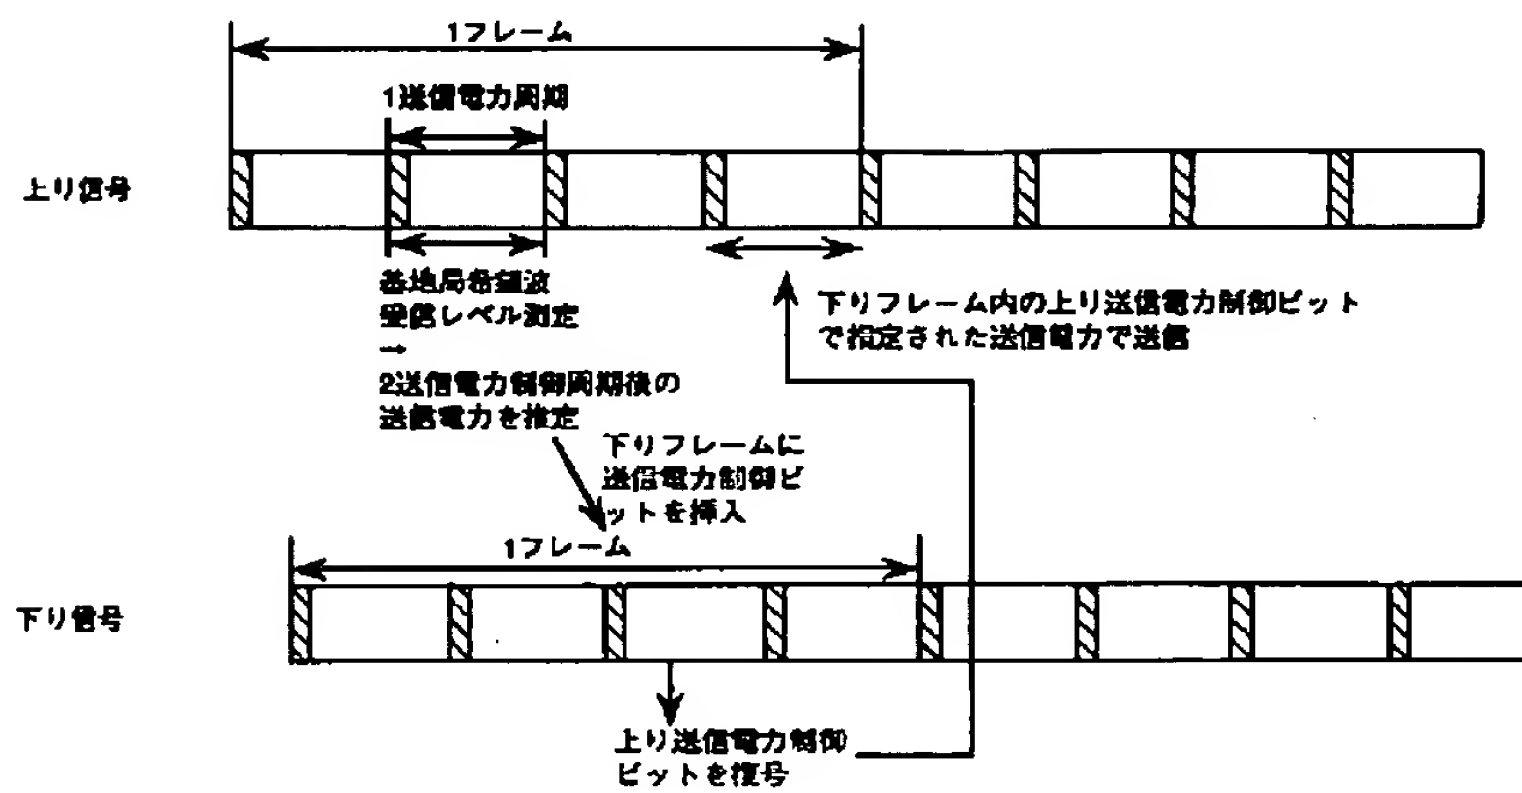 1フレーム
1送信電力周期
上り信号
基地局希望波
受信レベル測定
→
2送信電力制御周期後の
送信電力を推定
下りフレーム内の上り送信電力制御ビット
で指定された送信電力で送信
下りフレームに
送信電力制御ビ
ットを挿入
1フレーム
下り信号
上り送信電力制御
ビットを復号